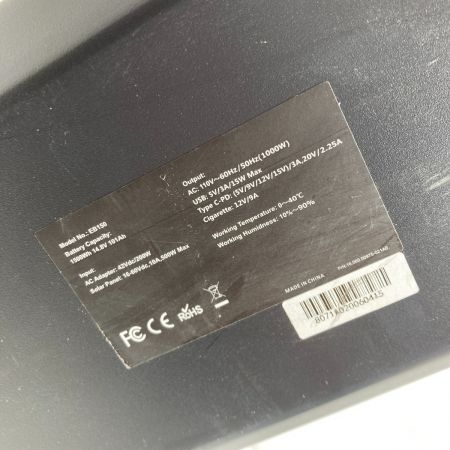 Model No.: EB150
Battery Capacity:
1500WH 14.8V 101Ah
Input:
AC Adapter: 42Vdc/200W
Solar Panel: 16-60Vdc,10A,500W Max
Output:
AC: 110V~60Hz/50Hz(1000W)
USB: 5V/3A/15W Max
Type C-PD: (5V/9V/12V/15V)/3A,20V/2.25A
Cigarette: 12V/9A
Working Temperature: 0~40℃
Working Humidness: 10%~90%
FC CE RoHS
MADE IN CHINA
8071A020060415